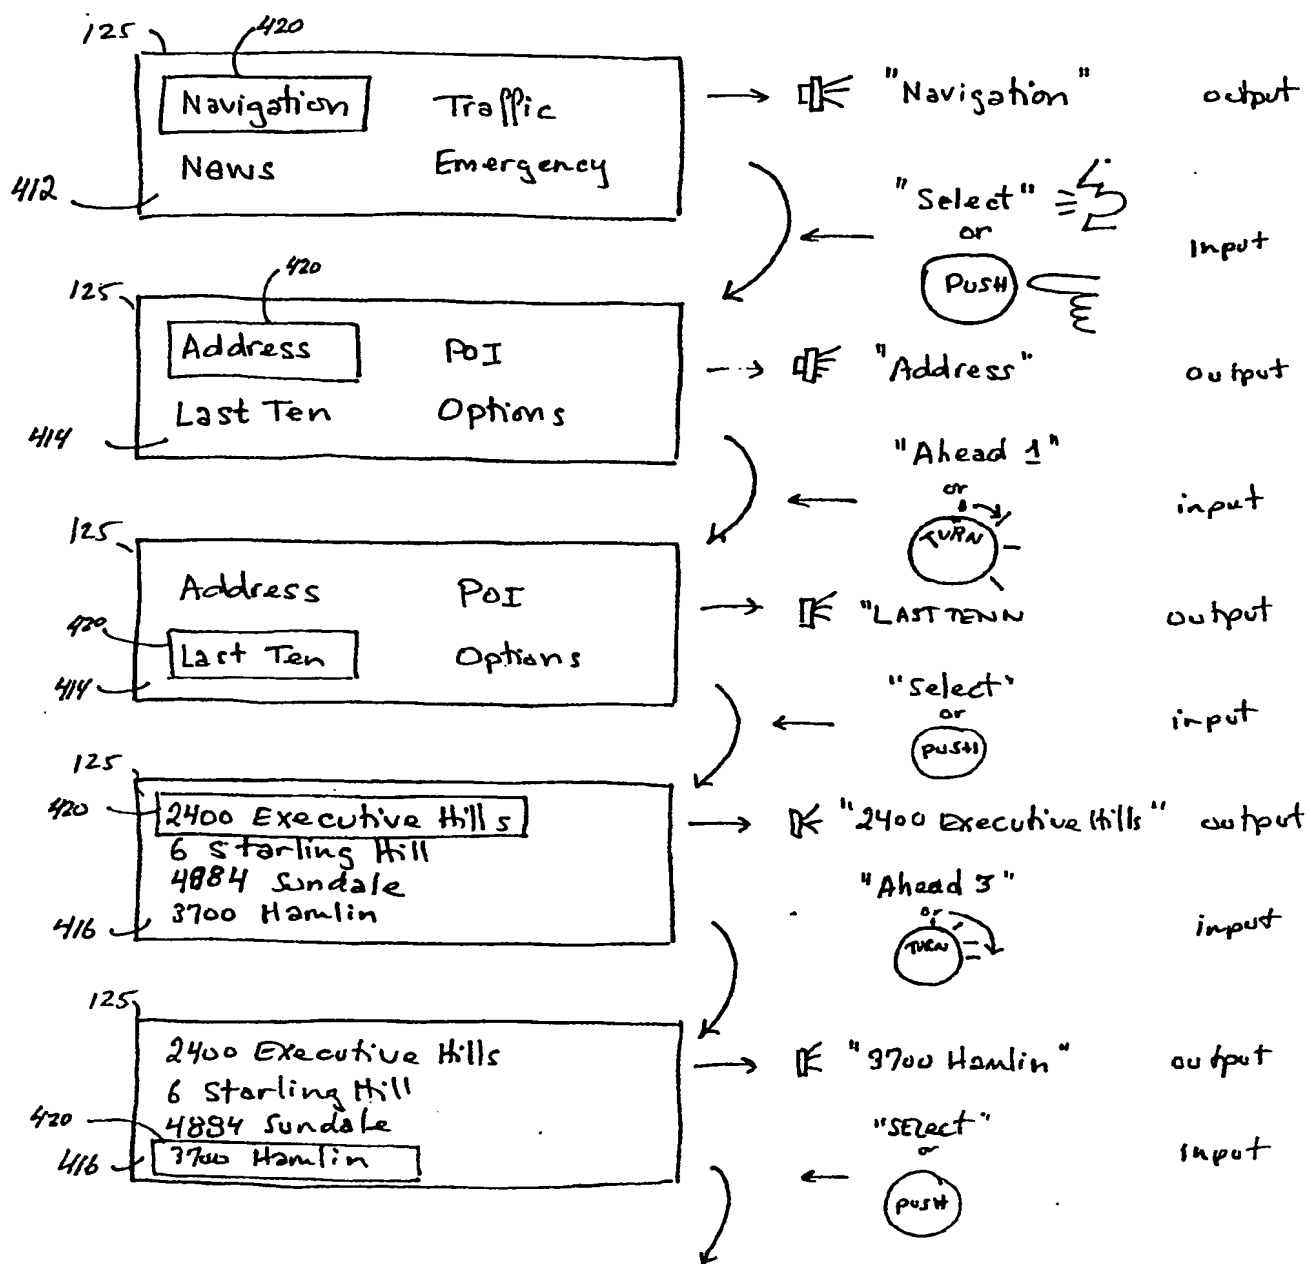 125 420
Navigation Traffic "Navigation" output
News Emergency
412
"Select"
or
PUSH
Input
125 420
Address PoI "Address" output
Last Ten Options
414
"Ahead 1"
or
TURN
input
125
Address PoI
420 Last Ten Options "LAST TENN output
414
"Select"
or
PUSH
input
125
420 2400 Executive Hills "2400 Executive Hills" output
6 Starling Hill
4884 Sundale
416 3700 Hamlin
"Ahead 3"
or
TURN
input
125
2400 Executive Hills "3700 Hamlin" output
6 Starling Hill
420 4884 Sundale
416 3700 Hamlin
"SELect"
or
PUSH
Input